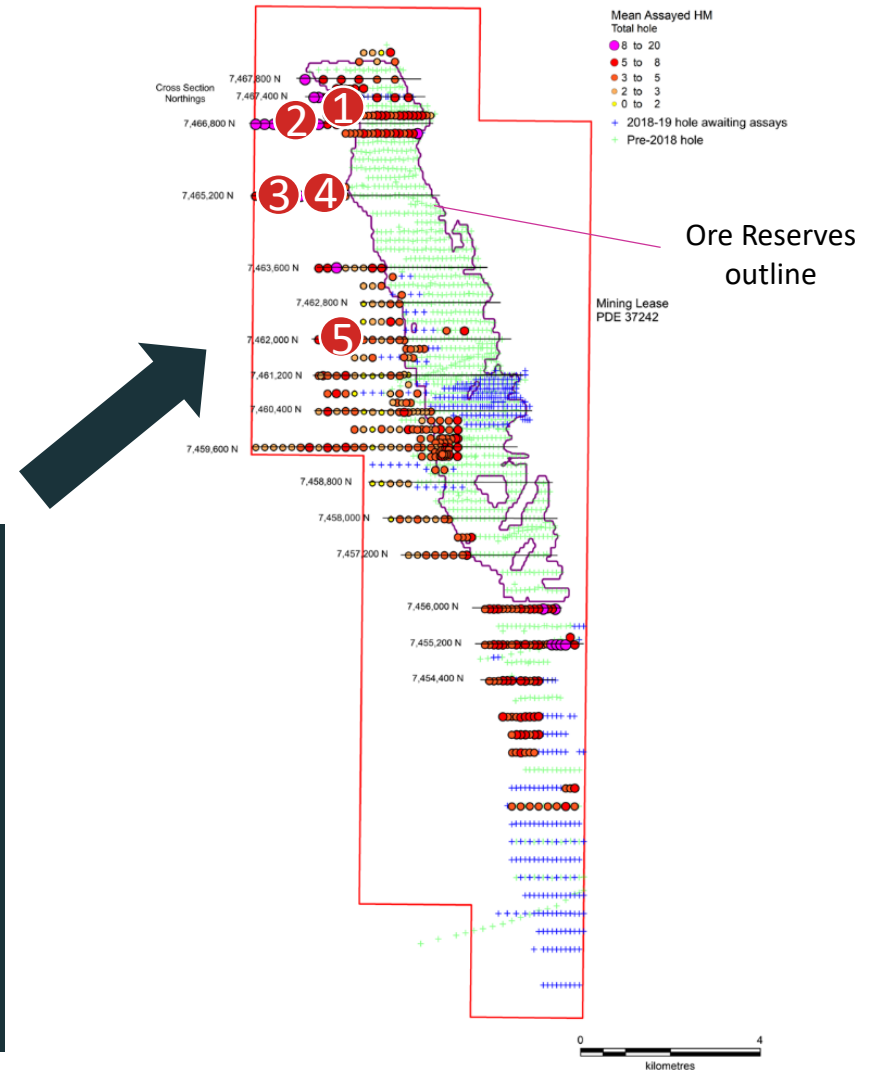 Mean Assayed HM
Total hole
8 to 20
5 to 8
3 to 5
2 to 3
0 to 2
2018-19 hole awaiting assays
Pre-2018 hole
Cross Section
Northings
7,467,800 N
7,467,400 N
1
2
7,466,800 N
3
4
7,465,200 N
Ore Reserves
outline
7,463,600 N
7,462,800 N
Mining Lease
PDE 37242
5
7,462,000 N
7,461,200 N
7,460,400 N
7,459,600 N
7,458,800 N
7,458,000 N
7,457,200 N
7,456,000 N
7,455,200 N
7,454,400 N
0 4
kilometres